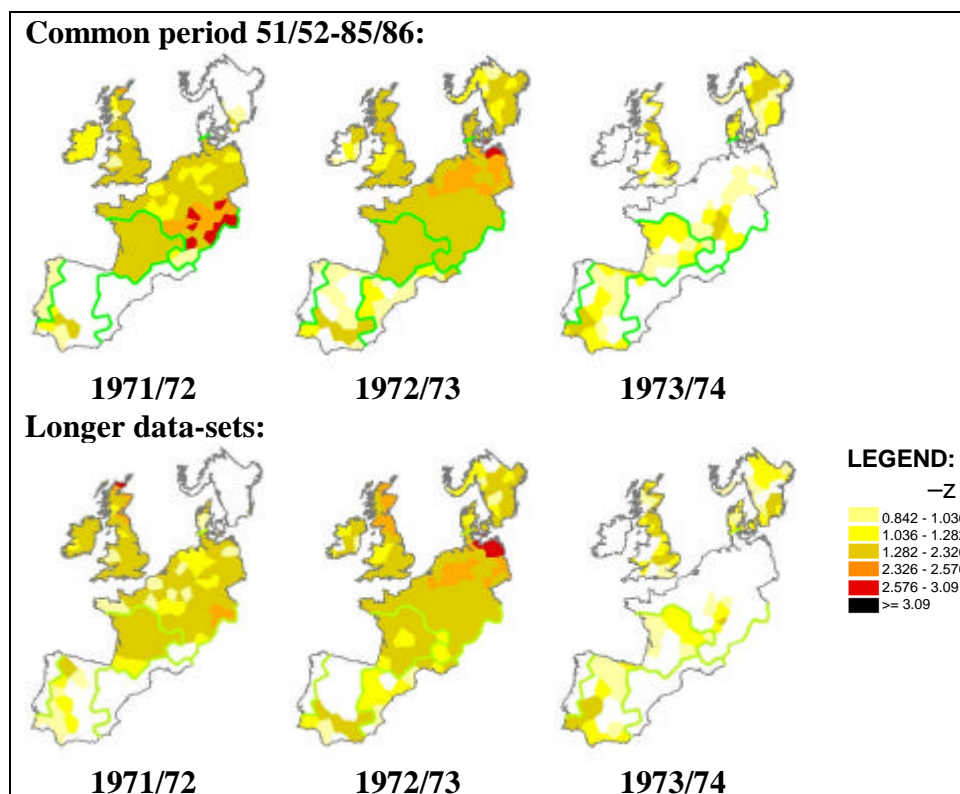 Common period 51/52-85/86:
1971/72 1972/73 1973/74
Longer data-sets:
LEGEND:
–z
0.842 - 1.036
1.036 - 1.282
1.282 - 2.326
2.326 - 2.576
2.576 - 3.09
>= 3.09
1971/72 1972/73 1973/74